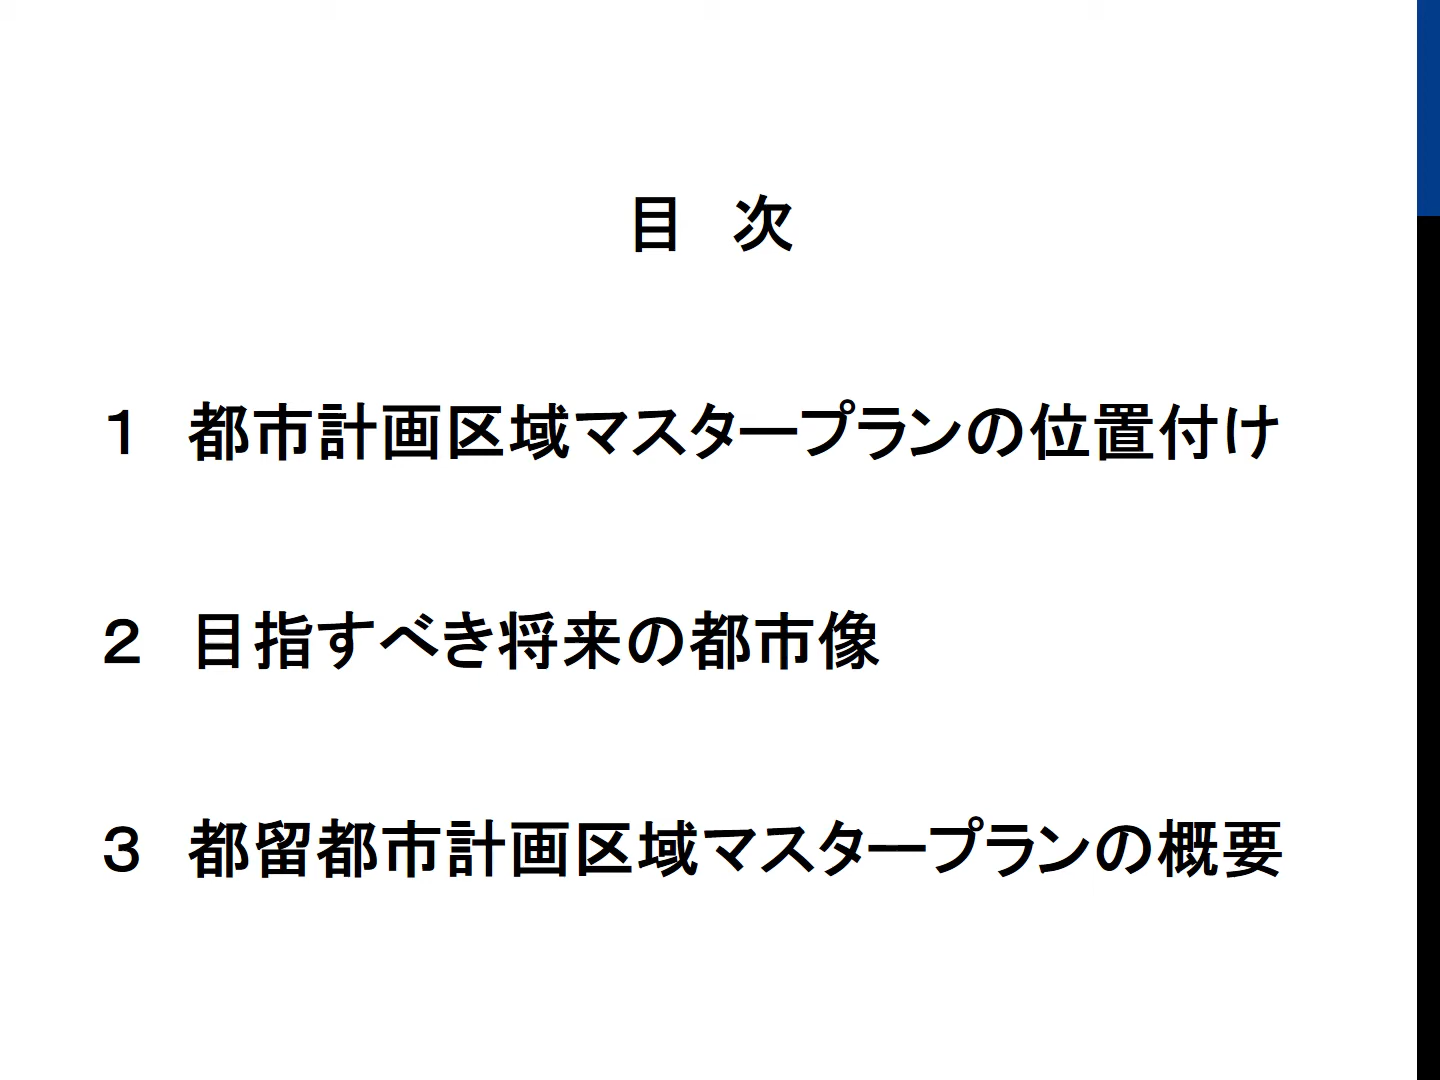 目　次
１　都市計画区域マスタープランの位置付け
２　目指すべき将来の都市像
３　都留都市計画区域マスタープランの概要